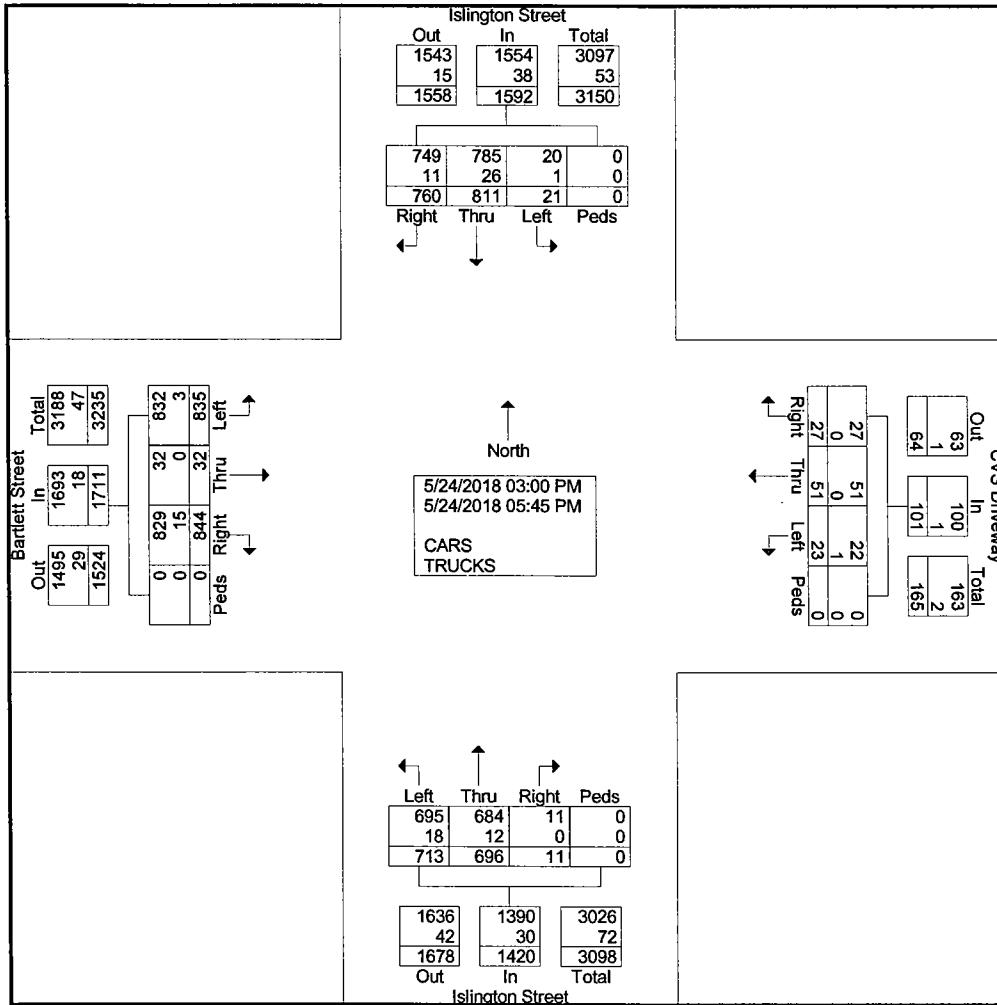 Islington Street
Out In Total
1543 1554 3097
15 38 53
1558 1592 3150
749 785 20 0
11 26 1 0
760 811 21 0
Right Thru Left Peds
Bartlett Street
Total In Out
3188 1693 1495
47 18 29
3235 1711 1524
832 32 829 0
3 0 15 0
835 32 844 0
Left Thru Right Peds
North
5/24/2018 03:00 PM
5/24/2018 05:45 PM
CARS
TRUCKS
Right Thru Left Peds
27 51 23 0
0 0 1 0
27 51 22 0
Out In Total
64 101 165
1 1 2
63 100 163
CVS Driveway
Left Thru Right Peds
695 684 11 0
18 12 0 0
713 696 11 0
1636 1390 3026
42 30 72
1678 1420 3098
Out In Total
Islington Street